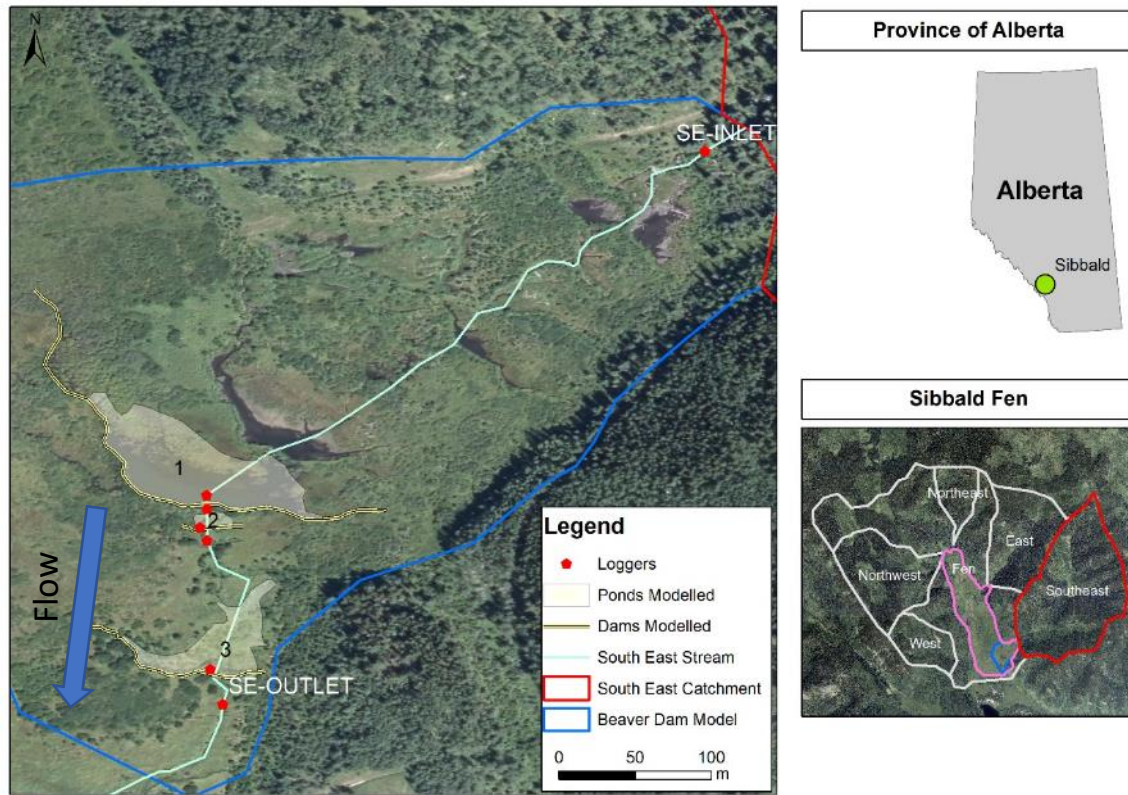 N
SE-INLET
1
2
3
SE-OUTLET
Flow
Legend
Loggers
Ponds Modelled
Dams Modelled
South East Stream
South East Catchment
Beaver Dam Model
0 50 100
m
Province of Alberta
Alberta
Sibbald
Sibbald Fen
Northeast
East
Fen
Northwest
Southeast
West